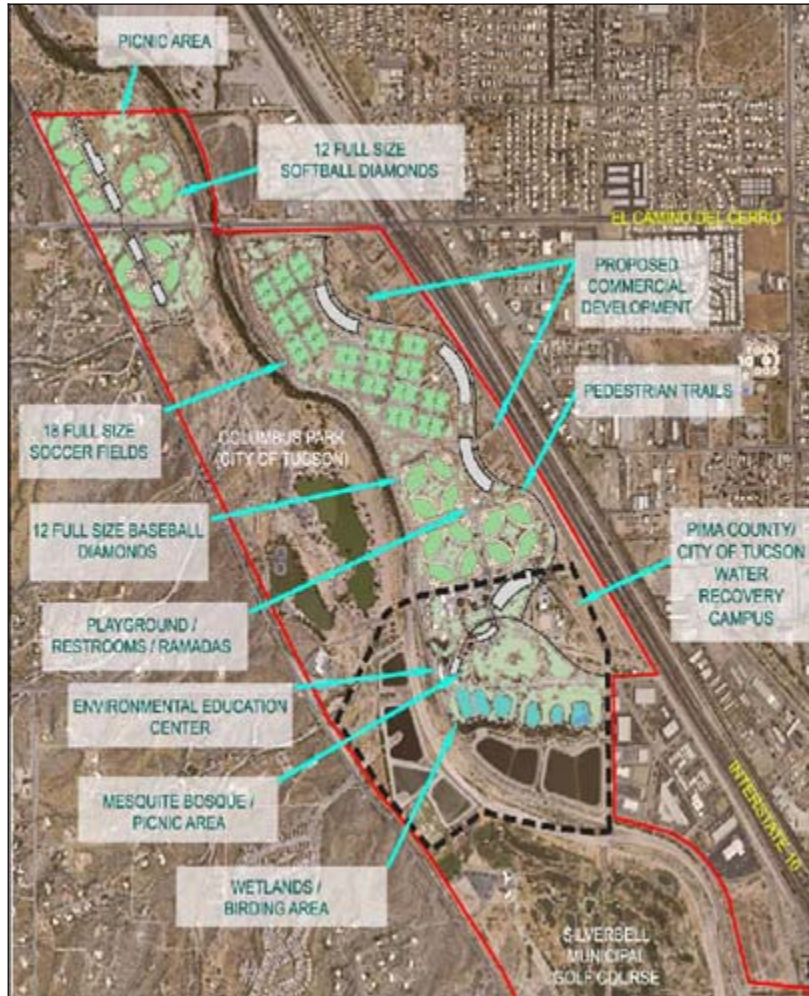 PICNIC AREA
12 FULL SIZE
SOFTBALL DIAMONDS
EL CAMINO DEL CERRO
PROPOSED
COMMERCIAL
DEVELOPMENT
PEDESTRIAN TRAILS
18 FULL SIZE
SOCCER FIELDS
COLUMBUS PARK
(CITY OF TUCSON)
12 FULL SIZE BASEBALL
DIAMONDS
PIMA COUNTY/
CITY OF TUCSON
WATER
RECOVERY
CAMPUS
PLAYGROUND /
RESTROOMS / RAMADAS
ENVIRONMENTAL EDUCATION
CENTER
MESQUITE BOSQUE /
PICNIC AREA
INTERSTATE 10
WETLANDS /
BIRDING AREA
SILVERBELL
MUNICIPAL
GOLF COURSE